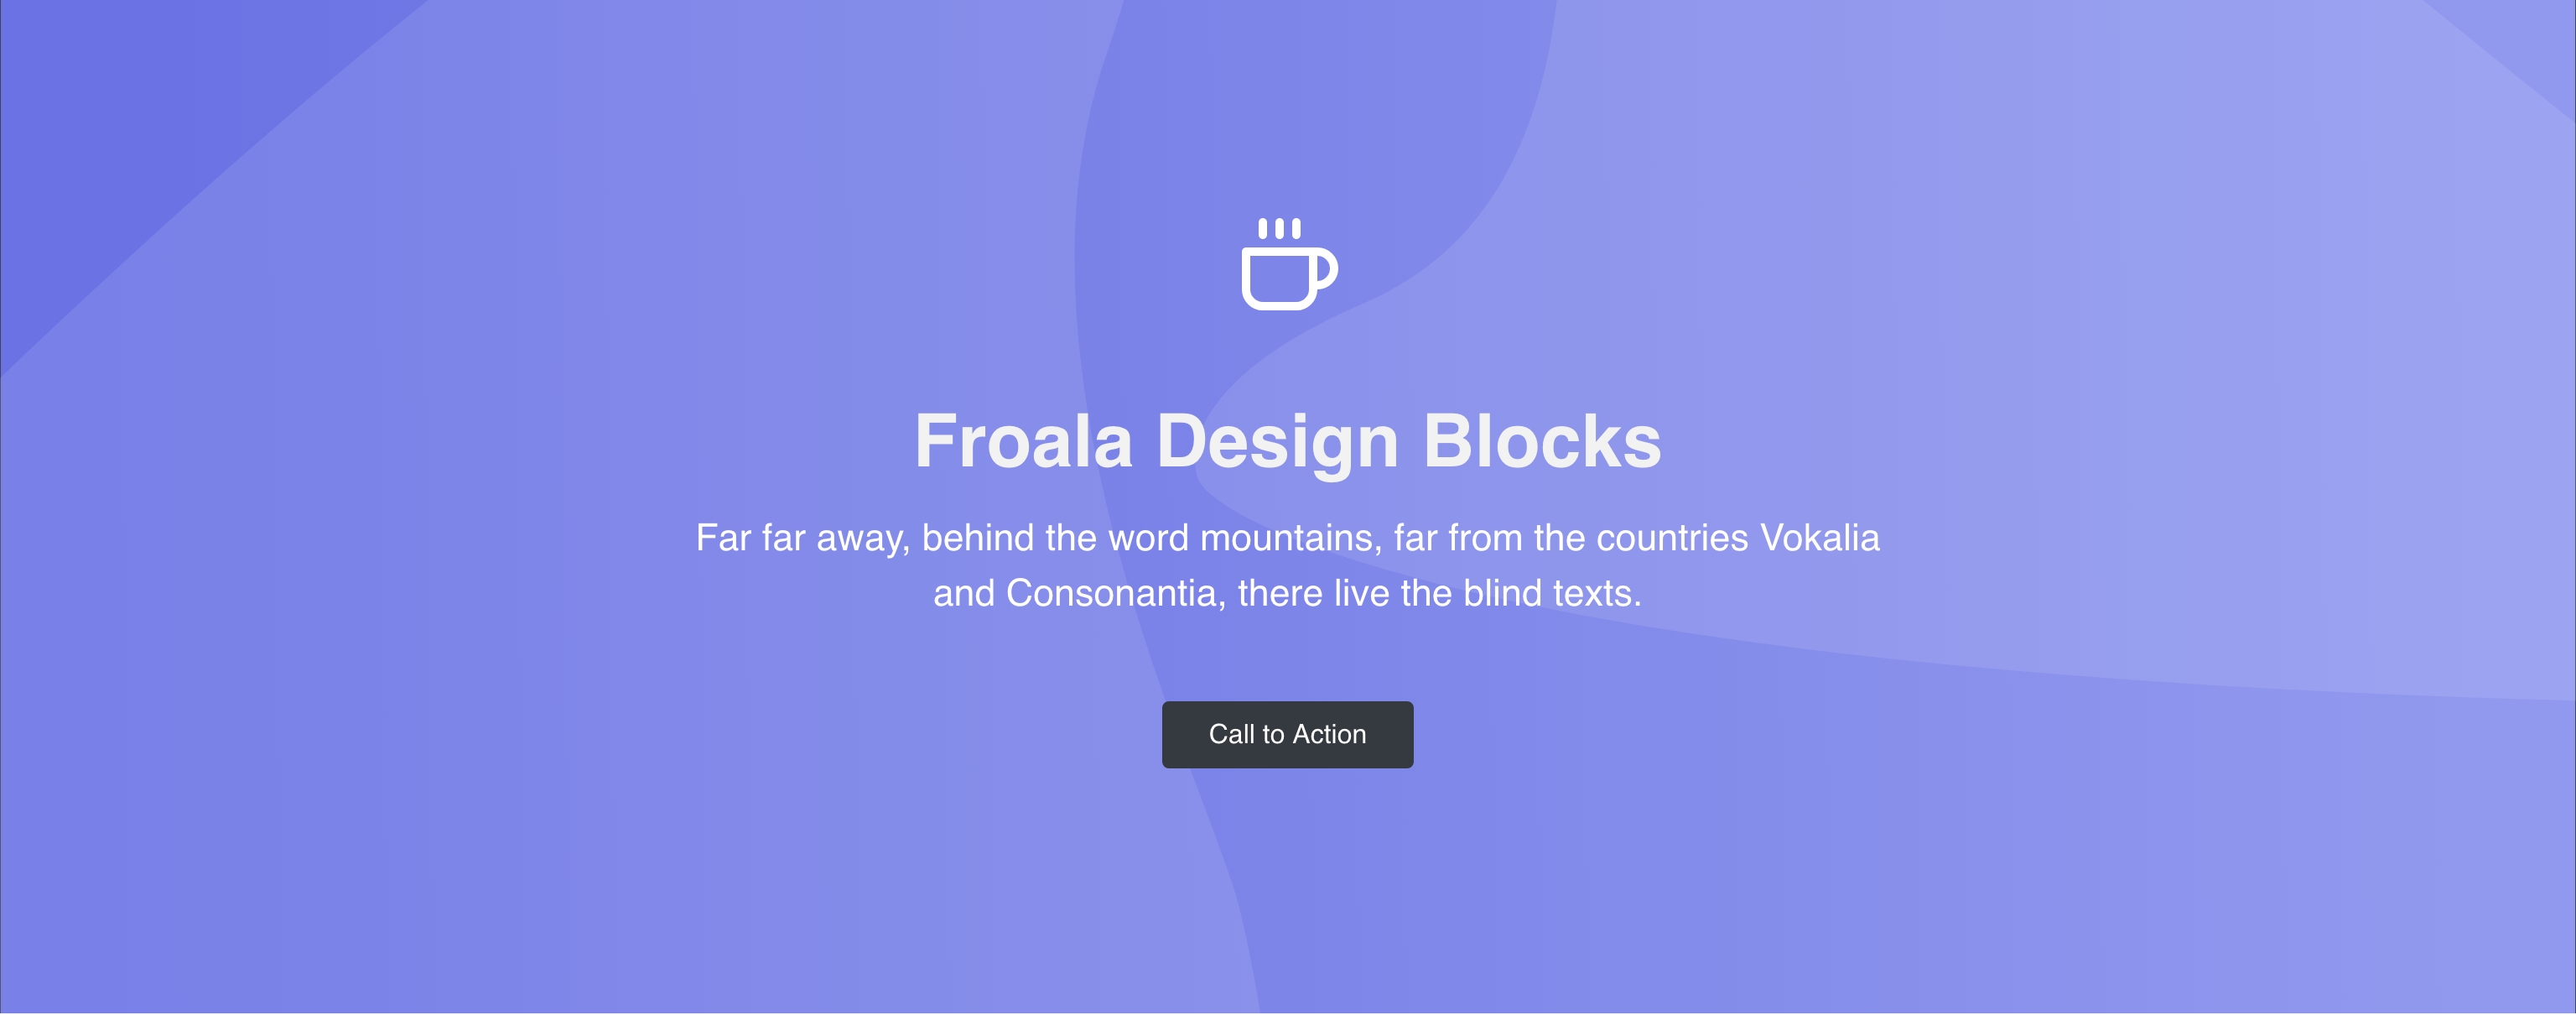 Froala Design Blocks
Far far away, behind the word mountains, far from the countries Vokalia
and Consonantia, there live the blind texts.
Call to Action